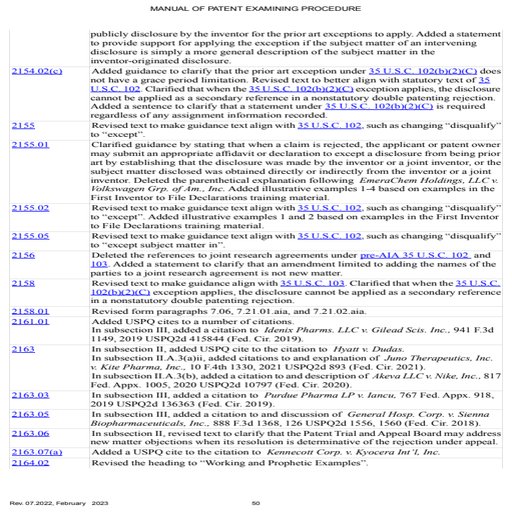 MANUAL OF PATENT EXAMINING PROCEDURE
publicly disclosure by the inventor for the prior art exceptions to apply. Added a statement
to provide support for applying the exception if the subject matter of an intervening
disclosure is simply a more general description of the subject matter in the
inventor-originated disclosure.
2154.02(c) Added guidance to clarify that the prior art exception under 35 U.S.C. 102(b)(2)(C) does
not have a grace period limitation. Revised text to better align with statutory text of 35
U.S.C. 102. Clarified that when the 35 U.S.C. 102(b)(2)(C) exception applies, the disclosure
cannot be applied as a secondary reference in a nonstatutory double patenting rejection.
Added a sentence to clarify that a statement under 35 U.S.C. 102(b)(2)(C) is required
regardless of any assignment information recorded.
2155 Revised text to make guidance text align with 35 U.S.C. 102, such as changing “disqualify”
to “except”.
2155.01 Clarified guidance by stating that when a claim is rejected, the applicant or patent owner
may submit an appropriate affidavit or declaration to except a disclosure from being prior
art by establishing that the disclosure was made by the inventor or a joint inventor, or the
subject matter disclosed was obtained directly or indirectly from the inventor or a joint
inventor. Deleted the parenthetical explanation following EmeraChem Holdings, LLC v.
Volkswagen Grp. of Am., Inc. Added illustrative examples 1-4 based on examples in the
First Inventor to File Declarations training material.
2155.02 Revised text to make guidance text align with 35 U.S.C. 102, such as changing “disqualify”
to “except”. Added illustrative examples 1 and 2 based on examples in the First Inventor
to File Declarations training material.
2155.05 Revised text to make guidance text align with 35 U.S.C. 102, such as changing “disqualify”
to “except subject matter in”.
2156 Deleted the references to joint research agreements under pre-AIA 35 U.S.C. 102 and
103. Added a statement to clarify that an amendment limited to adding the names of the
parties to a joint research agreement is not new matter.
2158 Revised text to make guidance align with 35 U.S.C. 103. Clarified that when the 35 U.S.C.
102(b)(2)(C) exception applies, the disclosure cannot be applied as a secondary reference
in a nonstatutory double patenting rejection.
2158.01 Revised form paragraphs 7.06, 7.21.01.aia, and 7.21.02.aia.
2161.01 Added USPQ cites to a number of citations.
In subsection III, added a citation to Idenix Pharms. LLC v. Gilead Scis. Inc., 941 F.3d
1149, 2019 USPQ2d 415844 (Fed. Cir. 2019).
2163 In subsection II, added USPQ cite to the citation to Hyatt v. Dudas.
In subsection II.A.3(a)ii, added citations to and explanation of Juno Therapeutics, Inc.
v. Kite Pharma, Inc., 10 F.4th 1330, 2021 USPQ2d 893 (Fed. Cir. 2021).
In subsection II.A.3(b), added a citation to and description of Akeva LLC v. Nike, Inc., 817
Fed. Appx. 1005, 2020 USPQ2d 10797 (Fed. Cir. 2020).
2163.03 In subsection III, added a citation to Purdue Pharma LP v. Iancu, 767 Fed. Appx. 918,
2019 USPQ2d 136363 (Fed. Cir. 2019).
2163.05 In subsection III, added a citation to and discussion of General Hosp. Corp. v. Sienna
Biopharmaceuticals, Inc., 888 F.3d 1368, 126 USPQ2d 1556, 1560 (Fed. Cir. 2018).
2163.06 In subsection II, revised text to clarify that the Patent Trial and Appeal Board may address
new matter objections when its resolution is determinative of the rejection under appeal.
2163.07(a) Added a USPQ cite to the citation to Kennecott Corp. v. Kyocera Int’l, Inc.
2164.02 Revised the heading to “Working and Prophetic Examples”.
Rev. 07.2022, February 2023 50